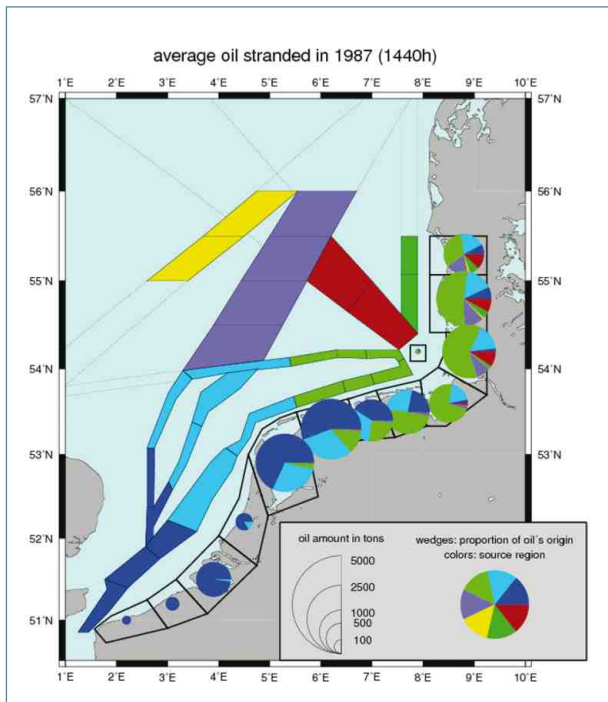 average oil stranded in 1987 (1440h)
1˚E 2˚E 3˚E 4˚E 5˚E 6˚E 7˚E 8˚E 9˚E 10˚E
57˚N 57˚N
56˚N 56˚N
55˚N 55˚N
54˚N 54˚N
53˚N 53˚N
52˚N 52˚N
51˚N 51˚N
oil amount in tons
5000
2500
1000
500
100
wedges: proportion of oil´s origin
colors: source region
1˚E 2˚E 3˚E 4˚E 5˚E 6˚E 7˚E 8˚E 9˚E 10˚E